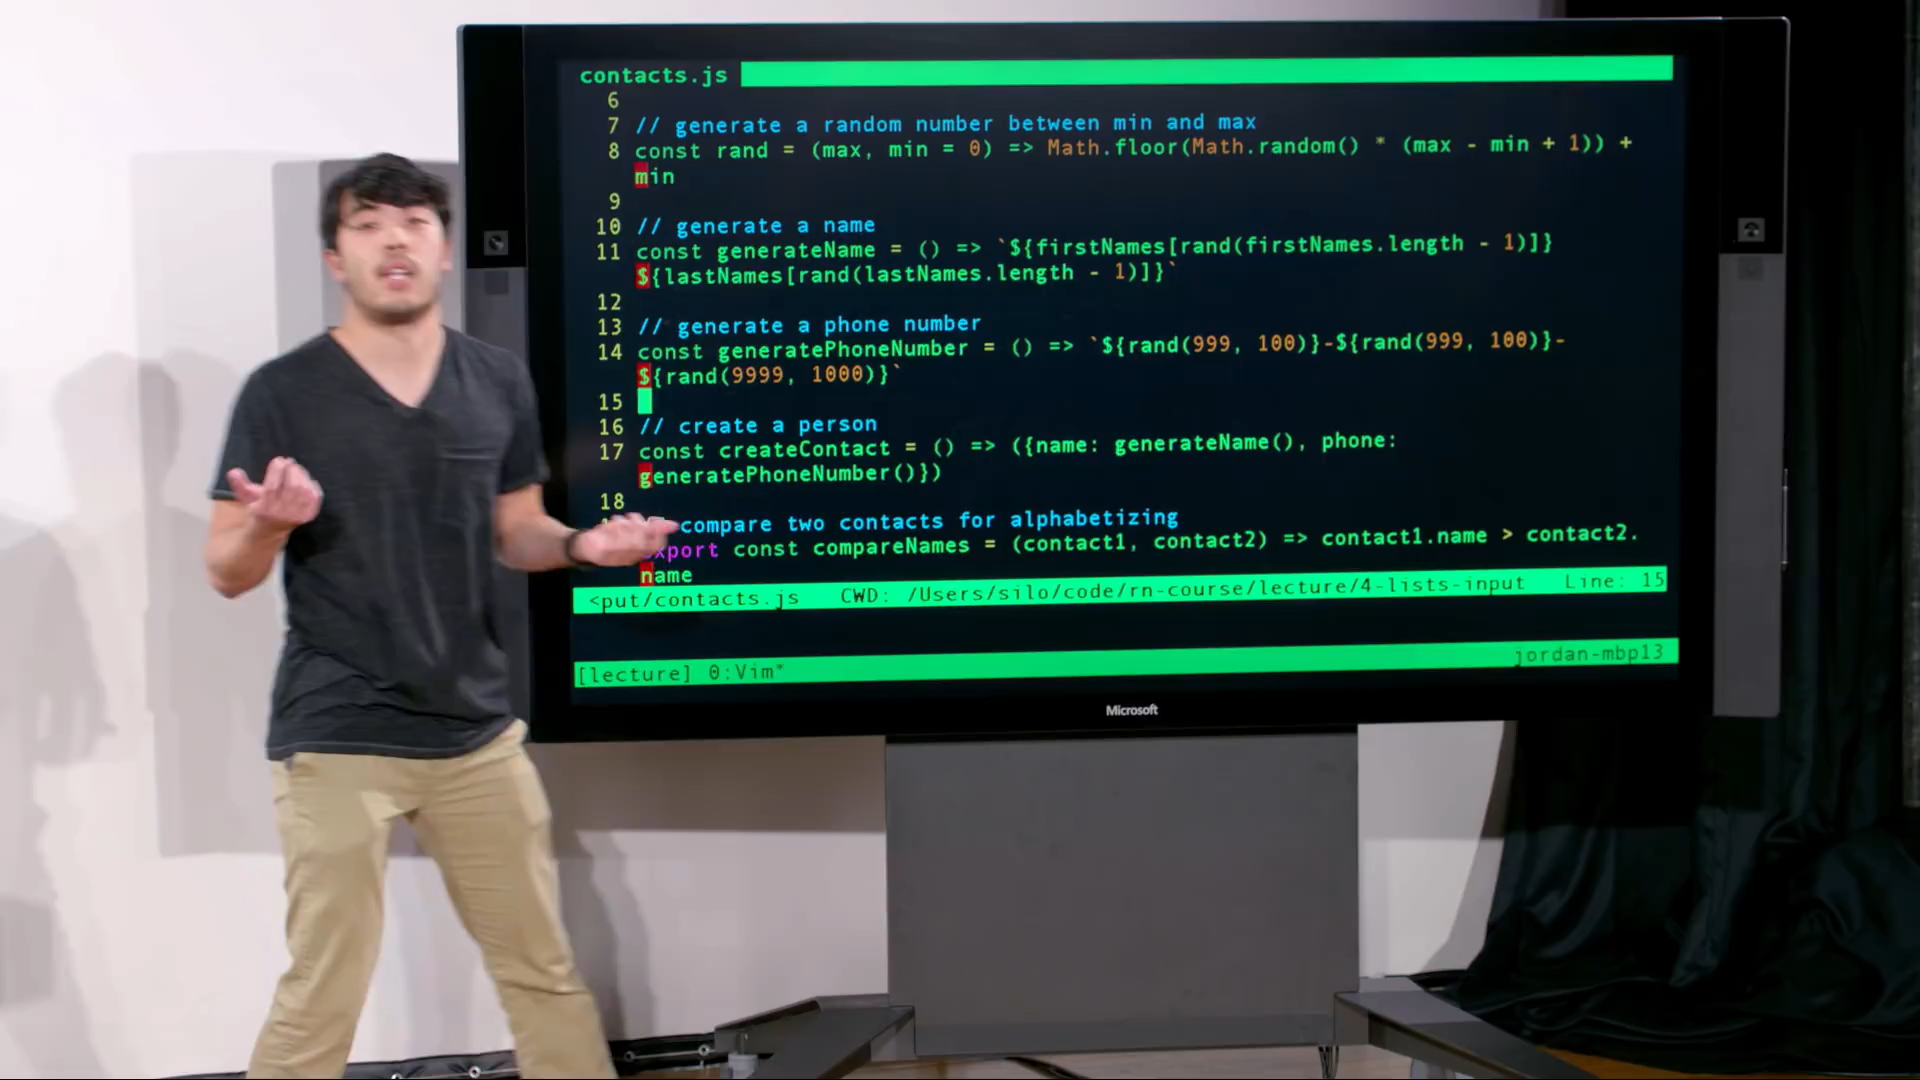 contacts.js
6
7 // generate a random number between min and max
8 const rand = (max, min = 0) => Math.floor(Math.random() * (max - min + 1)) +
min
9
10 // generate a name
11 const generateName = () => `${firstNames[rand(firstNames.length - 1)]}
${lastNames[rand(lastNames.length - 1)]}`
12
13 // generate a phone number
14 const generatePhoneNumber = () => `${rand(999, 100)}-${rand(999, 100)}-
${rand(9999, 1000)}`
15
16 // create a person
17 const createContact = () => ({name: generateName(), phone:
generatePhoneNumber()})
18
compare two contacts for alphabetizing
export const compareNames = (contact1, contact2) => contact1.name > contact2.
name
<put/contacts.js CWD: /Users/silo/code/rn-course/lecture/4-lists-input Line: 15
[lecture] 0:Vim* jordan-mbp13
Microsoft